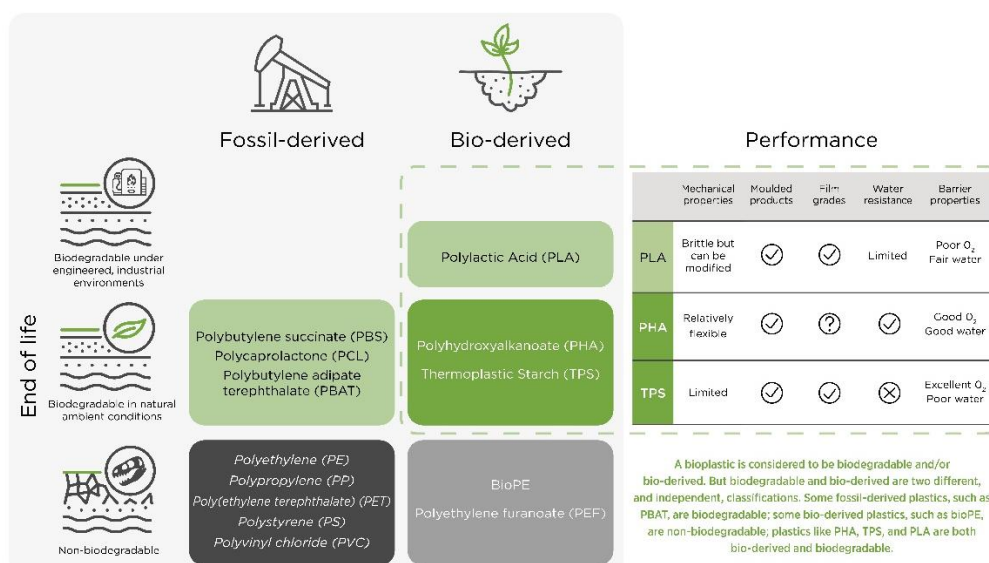 Fossil-derived
Bio-derived
Performance
End of life
Biodegradable under
engineered, industrial
environments
Polylactic Acid (PLA)
Biodegradable in natural
ambient conditions
Polybutylene succinate (PBS)
Polycaprolactone (PCL)
Polybutylene adipate
terephthalate (PBAT)
Polyhydroxyalkanoate (PHA)
Thermoplastic Starch (TPS)
Non-biodegradable
Polyethylene (PE)
Polypropylene (PP)
Poly(ethylene terephthalate) (PET)
Polystyrene (PS)
Polyvinyl chloride (PVC)
BioPE
Polyethylene furanoate (PEF)
Mechanical
properties
Moulded
products
Film
grades
Water
resistance
Barrier
properties
PLA
Brittle but
can be
modified
Limited
Poor O₂
Fair water
PHA
Relatively
flexible
?
Good O₂
Good water
TPS
Limited
Excellent O₂
Poor water
A bioplastic is considered to be biodegradable and/or
bio-derived. But biodegradable and bio-derived are two different,
and independent, classifications. Some fossil-derived plastics, such as
PBAT, are biodegradable; some bio-derived plastics, such as bioPE,
are non-biodegradable; plastics like PHA, TPS, and PLA are both
bio-derived and biodegradable.